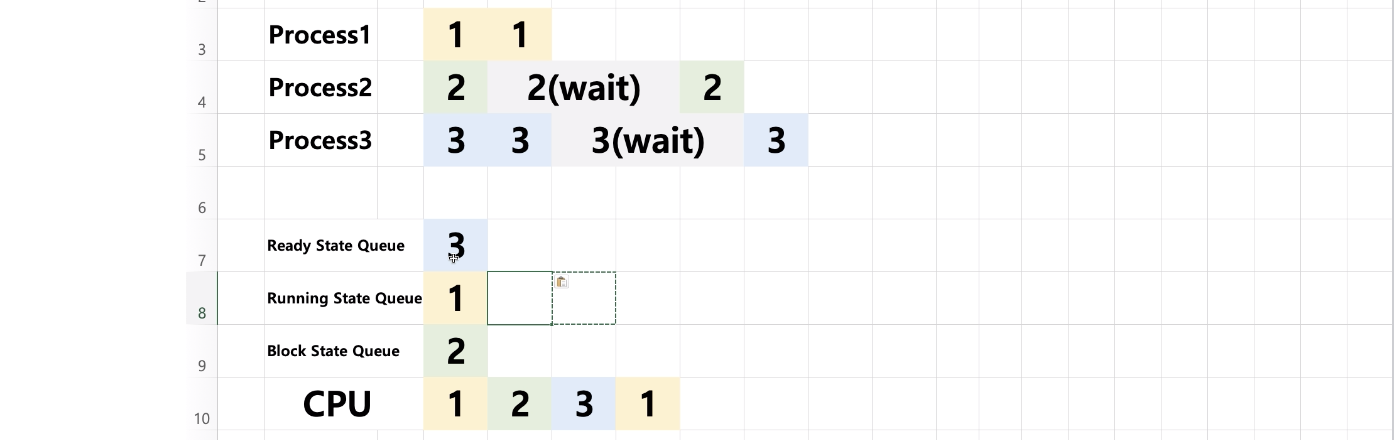 3 Process1 1 1
4 Process2 2 2(wait) 2
5 Process3 3 3 3(wait) 3
6
7 Ready State Queue 3
8 Running State Queue 1
9 Block State Queue 2
10 CPU 1 2 3 1